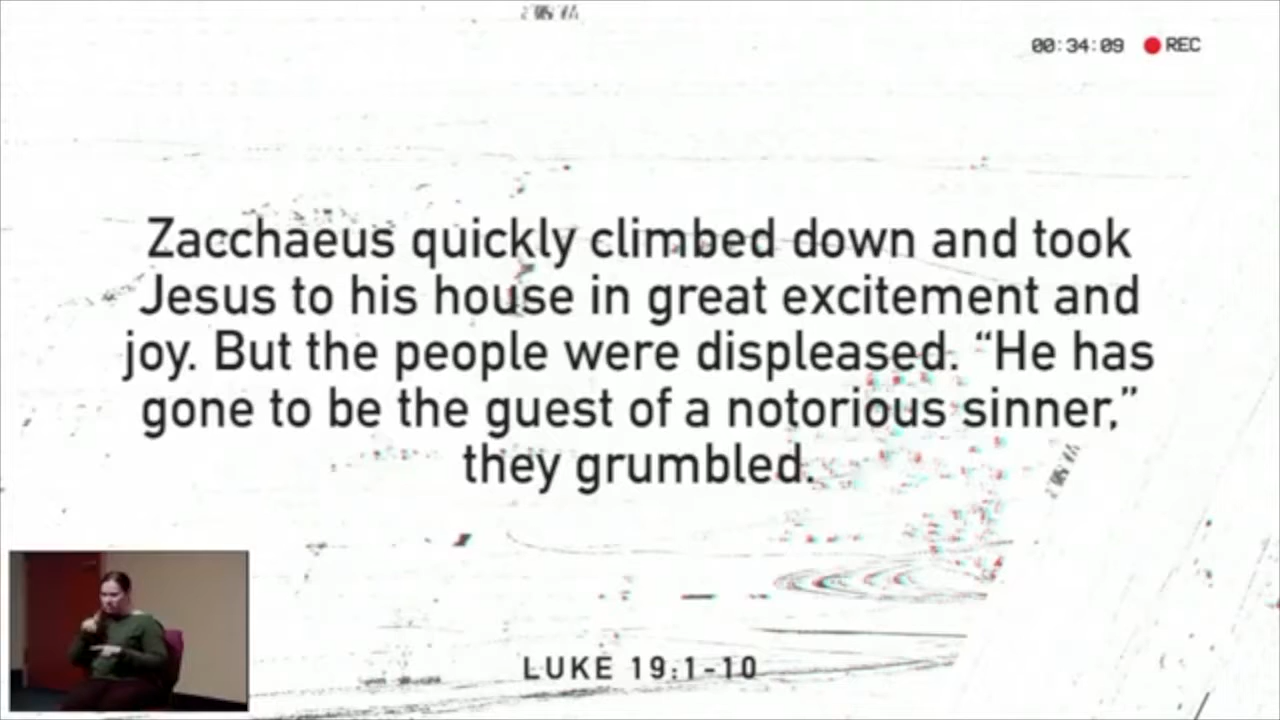 00:34:09 REC
Zacchaeus quickly climbed down and took
Jesus to his house in great excitement and
joy. But the people were displeased. “He has
gone to be the guest of a notorious sinner,”
they grumbled.
LUKE 19:1-10